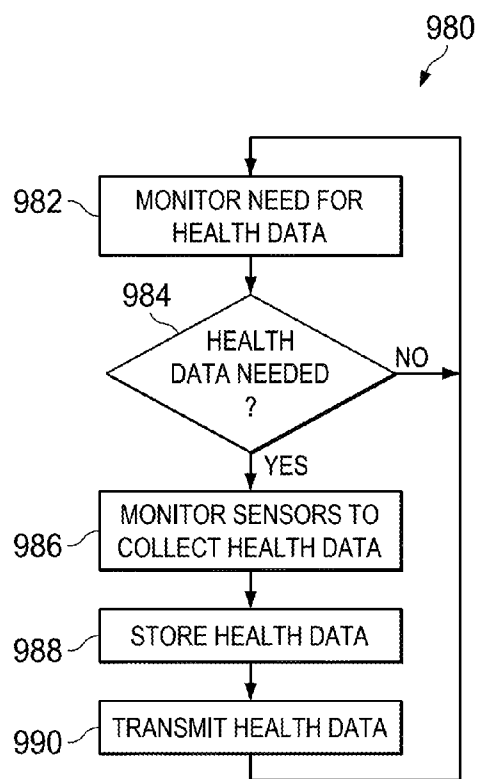 980
982
MONITOR NEED FOR
HEALTH DATA
984
HEALTH
DATA NEEDED
?
NO
YES
986
MONITOR SENSORS TO
COLLECT HEALTH DATA
988
STORE HEALTH DATA
990
TRANSMIT HEALTH DATA